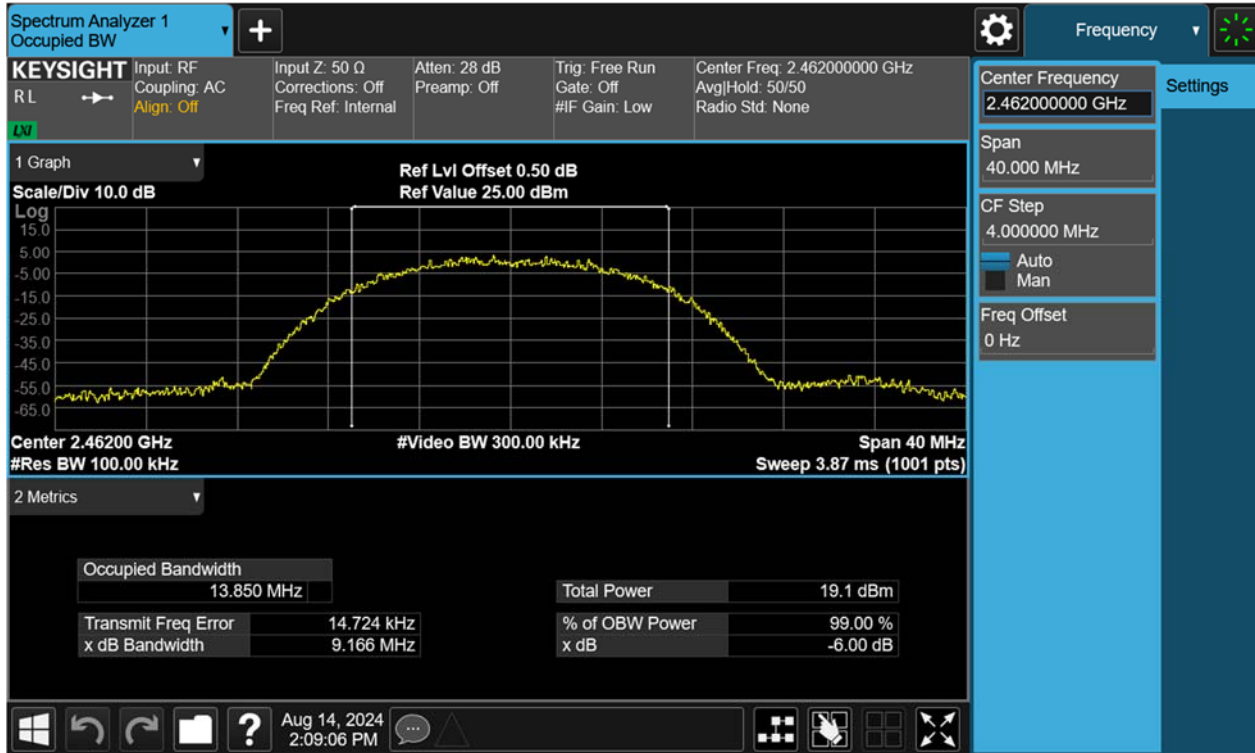 Spectrum Analyzer 1
Occupied BW
+
Frequency
KEYSIGHT
R L
LXI
Input: RF
Coupling: AC
Align: Off
Input Z: 50 Ω
Corrections: Off
Freq Ref: Internal
Atten: 28 dB
Preamp: Off
Trig: Free Run
Gate: Off
#IF Gain: Low
Center Freq: 2.462000000 GHz
Avg|Hold: 50/50
Radio Std: None
Center Frequency
2.462000000 GHz
Settings
Span
40.000 MHz
CF Step
4.000000 MHz
Auto
Man
Freq Offset
0 Hz
1 Graph
Scale/Div 10.0 dB
Ref Lvl Offset 0.50 dB
Ref Value 25.00 dBm
Log
15.0
5.00
-5.00
-15.0
-25.0
-35.0
-45.0
-55.0
-65.0
Center 2.46200 GHz
#Video BW 300.00 kHz
Span 40 MHz
#Res BW 100.00 kHz
Sweep 3.87 ms (1001 pts)
2 Metrics
Occupied Bandwidth
13.850 MHz
Total Power 19.1 dBm
Transmit Freq Error 14.724 kHz
% of OBW Power 99.00 %
x dB Bandwidth 9.166 MHz
x dB -6.00 dB
?
Aug 14, 2024
2:09:06 PM